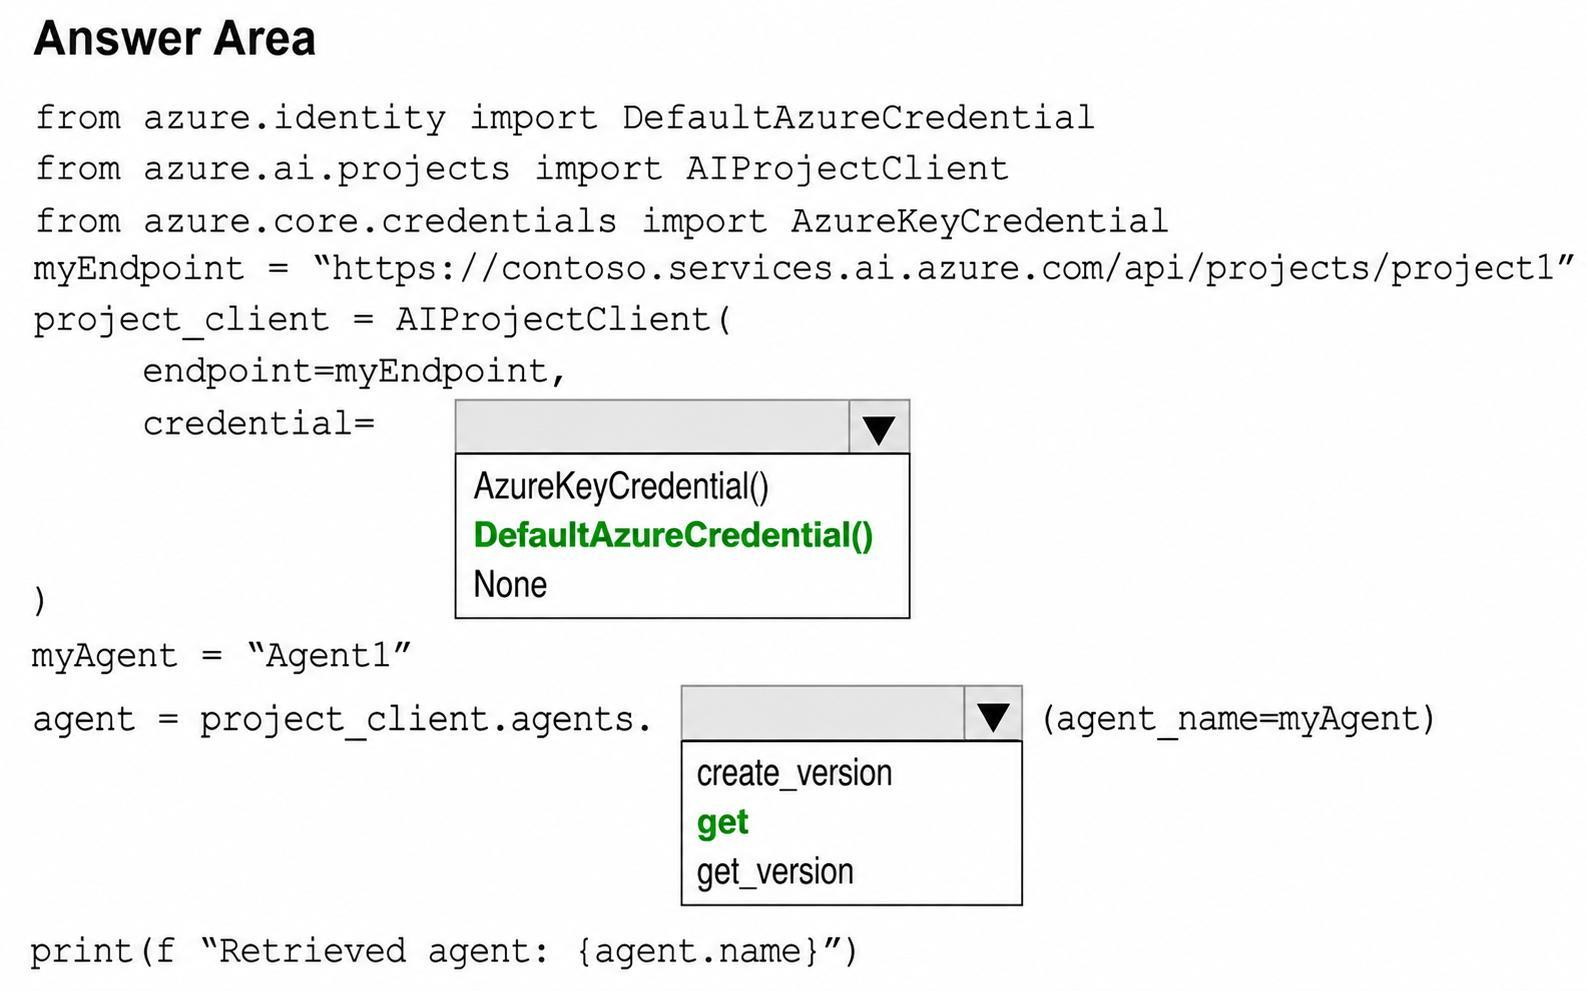 Answer Area
from azure.identity import DefaultAzureCredential
from azure.ai.projects import AIProjectClient
from azure.core.credentials import AzureKeyCredential
myEndpoint = “https://contoso.services.ai.azure.com/api/projects/project1”
project_client = AIProjectClient(
endpoint=myEndpoint,
credential=
AzureKeyCredential()
DefaultAzureCredential()
None
)
myAgent = “Agent1”
agent = project_client.agents. (agent_name=myAgent)
create_version
get
get_version
print(f “Retrieved agent: {agent.name}”)